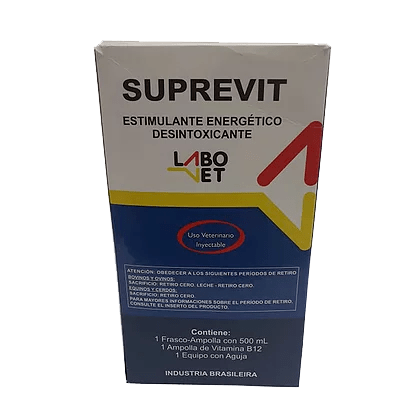 SUPREVIT
ESTIMULANTE ENERGÉTICO
DESINTOXICANTE
LABO
VET
Uso Veterinario
Inyectable
ATENCIÓN: OBEDECER A LOS SIGUIENTES PERÍODOS DE RETIRO
BOVINOS Y OVINOS:
SACRIFICIO: RETIRO CERO. LECHE - RETIRO CERO.
EQUINOS Y CERDOS:
SACRIFICIO: RETIRO CERO.
PARA MAYORES INFORMACIONES SOBRE EL PERÍODO DE RETIRO,
CONSULTE EL INSERTO DEL PRODUCTO.
Contiene:
1 Frasco-Ampolla con 500 mL
1 Ampolla de Vitamina B12
1 Equipo con Aguja
INDUSTRIA BRASILEIRA